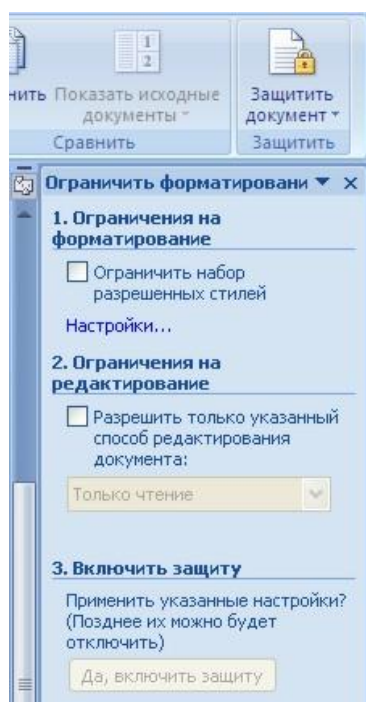 1
2
нить Показать исходные
документы
Защитить
документ
Сравнить
Защитить
Ограничить форматировани
1. Ограничения на
форматирование
Ограничить набор
разрешенных стилей
Настройки...
2. Ограничения на
редактирование
Разрешить только указанный
способ редактирования
документа:
Только чтение
3. Включить защиту
Применить указанные настройки?
(Позднее их можно будет
отключить)
Да, включить защиту